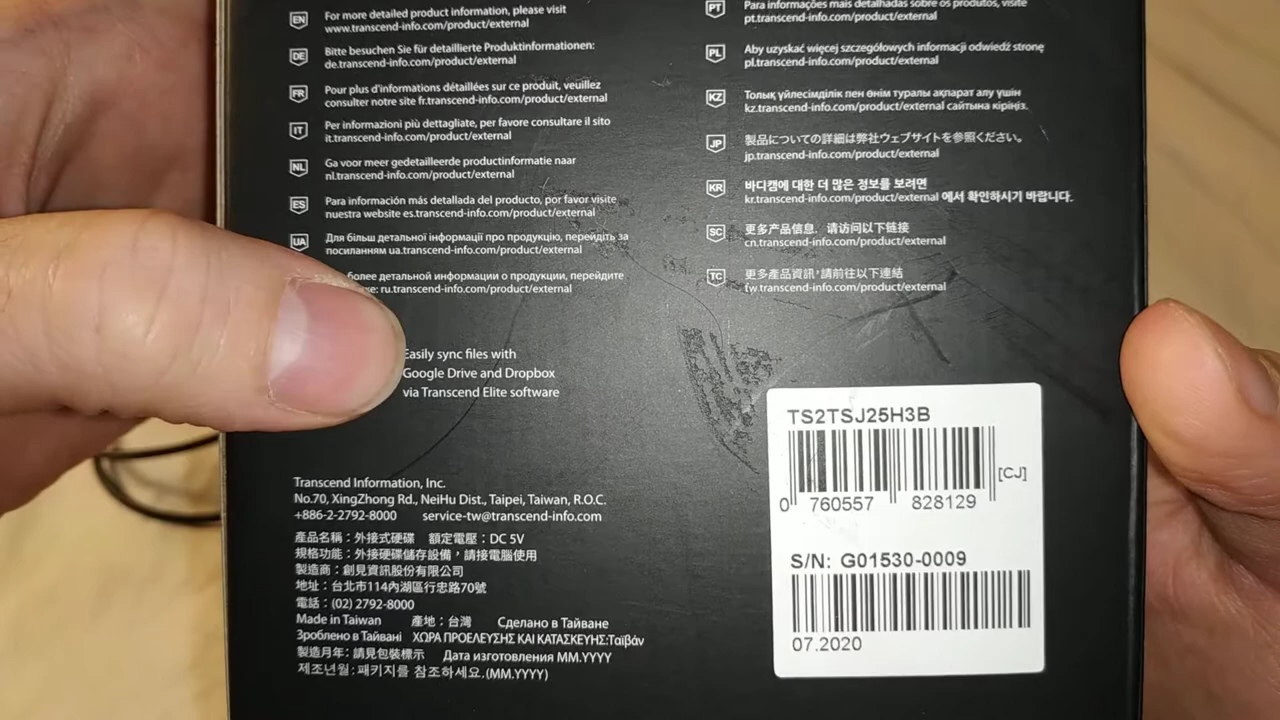 EN
For more detailed product information, please visit
www.transcend-info.com/product/external
DE
Bitte besuchen Sie für detaillierte Produktinformationen:
de.transcend-info.com/product/external
FR
Pour plus d'informations détaillées sur ce produit, veuillez
consulter notre site fr.transcend-info.com/product/external
IT
Per informazioni più dettagliate, per favore consultare il sito
it.transcend-info.com/product/external
NL
Ga voor meer gedetailleerde productinformatie naar
nl.transcend-info.com/product/external
ES
Para información más detallada del producto, por favor visite
nuestra website es.transcend-info.com/product/external
UA
Для більш детальної інформації про продукцію, перейдіть за
посиланням ua.transcend-info.com/product/external
более детальной информации о продукции, перейдите
ru.transcend-info.com/product/external
PT
Para informações mais detalhadas sobre os produtos, visite
pt.transcend-info.com/product/external
PL
Aby uzyskać więcej szczegółowych informacji odwiedź stronę
pl.transcend-info.com/product/external
KZ
Толық үйлесімділік пен өнім туралы ақпарат алу үшін
kz.transcend-info.com/product/external сайтына кіріңіз.
JP
製品についての詳細は弊社ウェブサイトを参照ください。
jp.transcend-info.com/product/external
KR
바디캠에 대한 더 많은 정보를 보려면
kr.transcend-info.com/product/external 에서 확인하시기 바랍니다.
SC
更多产品信息，请访问以下链接
cn.transcend-info.com/product/external
TC
更多產品資訊，請前往以下連結
tw.transcend-info.com/product/external
Easily sync files with
Google Drive and Dropbox
via Transcend Elite software
Transcend Information, Inc.
No.70, XingZhong Rd., NeiHu Dist., Taipei, Taiwan, R.O.C.
+886-2-2792-8000 service-tw@transcend-info.com
產品名稱：外接式硬碟 額定電壓：DC 5V
規格功能：外接硬碟儲存設備，請接電腦使用
製造商：創見資訊股份有限公司
地址：台北市114內湖區行忠路70號
電話：(02) 2792-8000
Made in Taiwan 產地：台灣 Сделано в Тайване
Зроблено в Тайвані ΧΩΡΑ ΠΡΟΕΛΕΥΣΗΣ ΚΑΙ ΚΑΤΑΣΚΕΥΗΣ:Ταϊβάν
製造月年：請見包裝標示 Дата изготовления MM.YYYY
제조년월: 패키지를 참조하세요.(MM.YYYY)
TS2TSJ25H3B
[CJ]
0 760557 828129
S/N: G01530-0009
07.2020